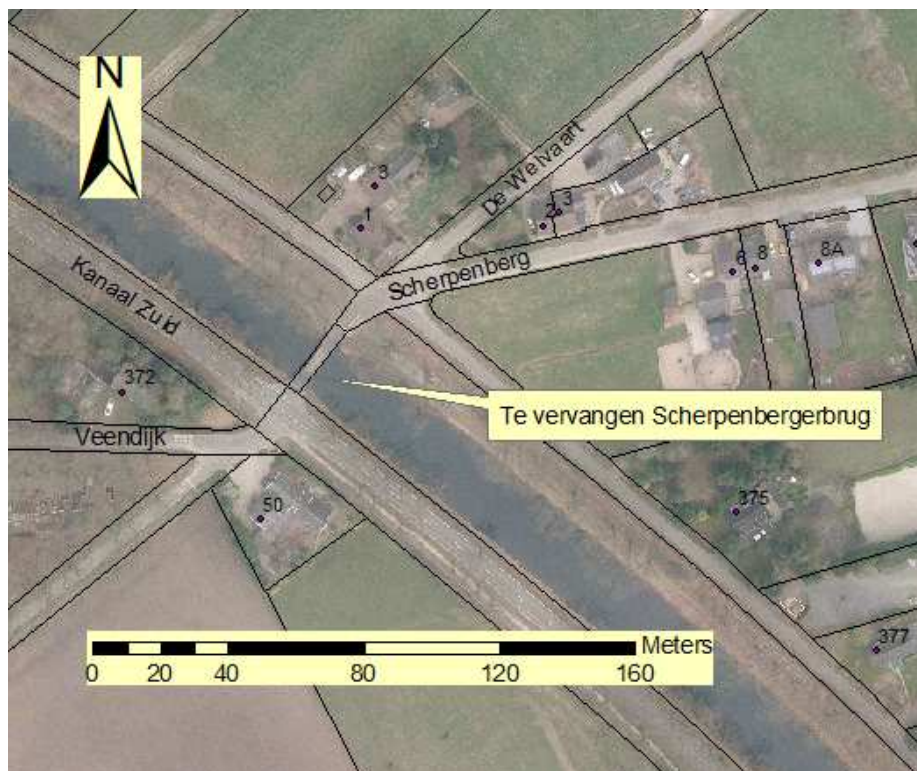 N
De Welvaart
3
1
2
3
Scherpenberg
6
8
8A
Kanaal Zuid
372
Te vervangen Scherpenbergerbrug
Veendijk
50
375
377
Meters
0 20 40 80 120 160